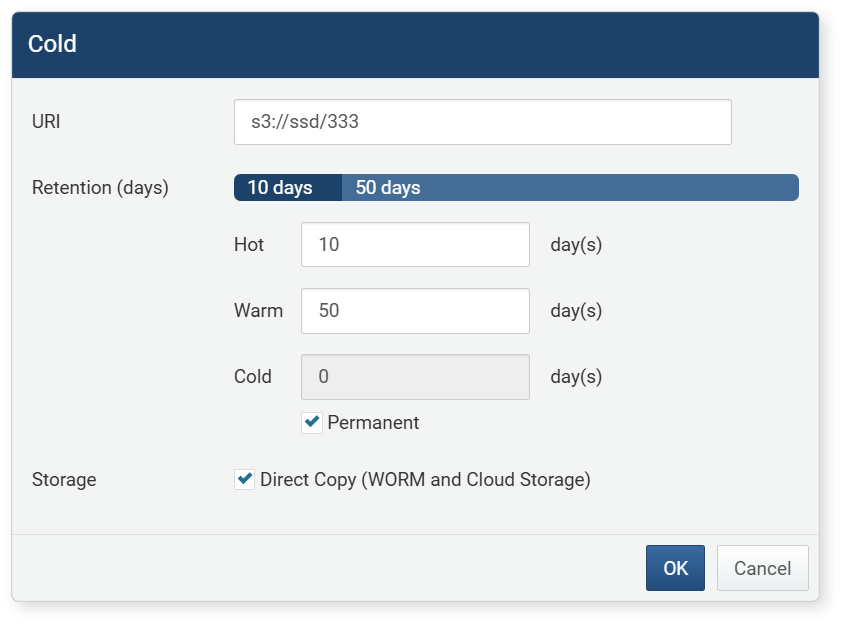 Cold
URI s3://ssd/333
Retention (days) 10 days 50 days
Hot 10 day(s)
Warm 50 day(s)
Cold 0 day(s)
Permanent
Storage Direct Copy (WORM and Cloud Storage)
OK Cancel